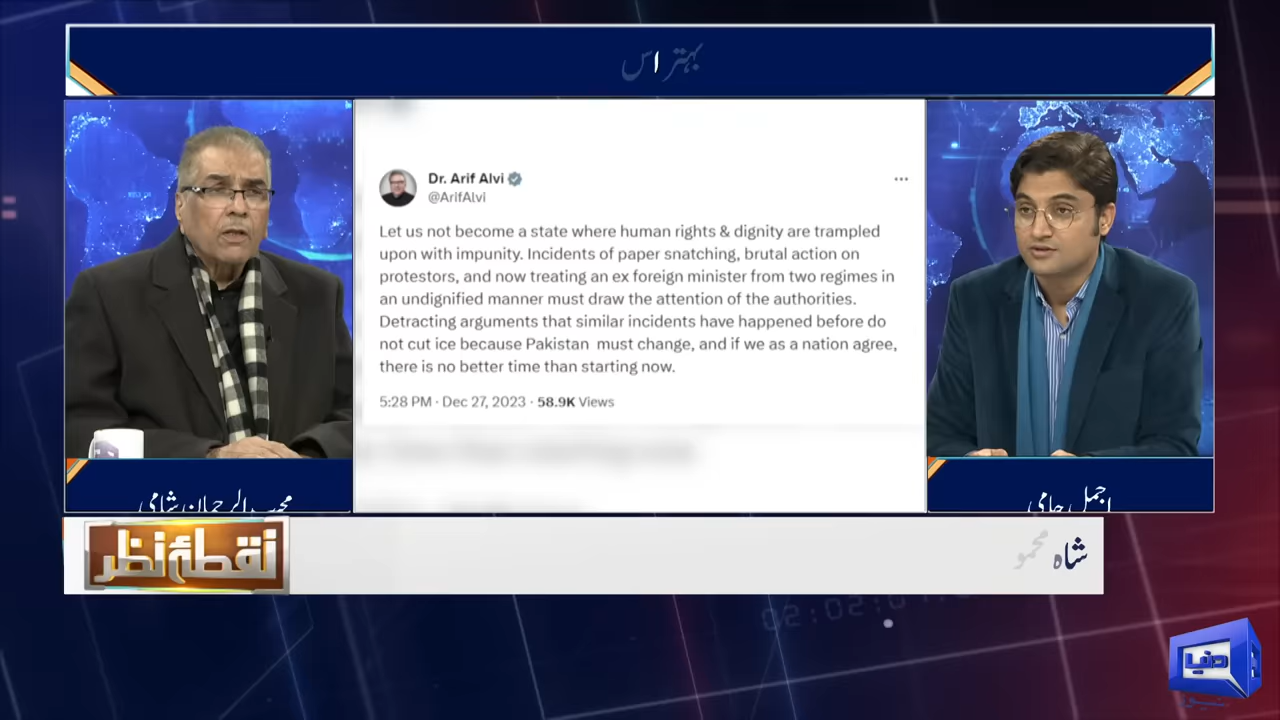 بہتر اس
Dr. Arif Alvi
@ArifAlvi
Let us not become a state where human rights & dignity are trampled
upon with impunity. Incidents of paper snatching, brutal action on
protestors, and now treating an ex foreign minister from two regimes in
an undignified manner must draw the attention of the authorities.
Detracting arguments that similar incidents have happened before do
not cut ice because Pakistan must change, and if we as a nation agree,
there is no better time than starting now.
5:28 PM · Dec 27, 2023 · 58.9K Views
مجیب الرحمان شامی
اجمل جامی
نقطۂ نظر
شاہ محمو
دنیا
نیوز